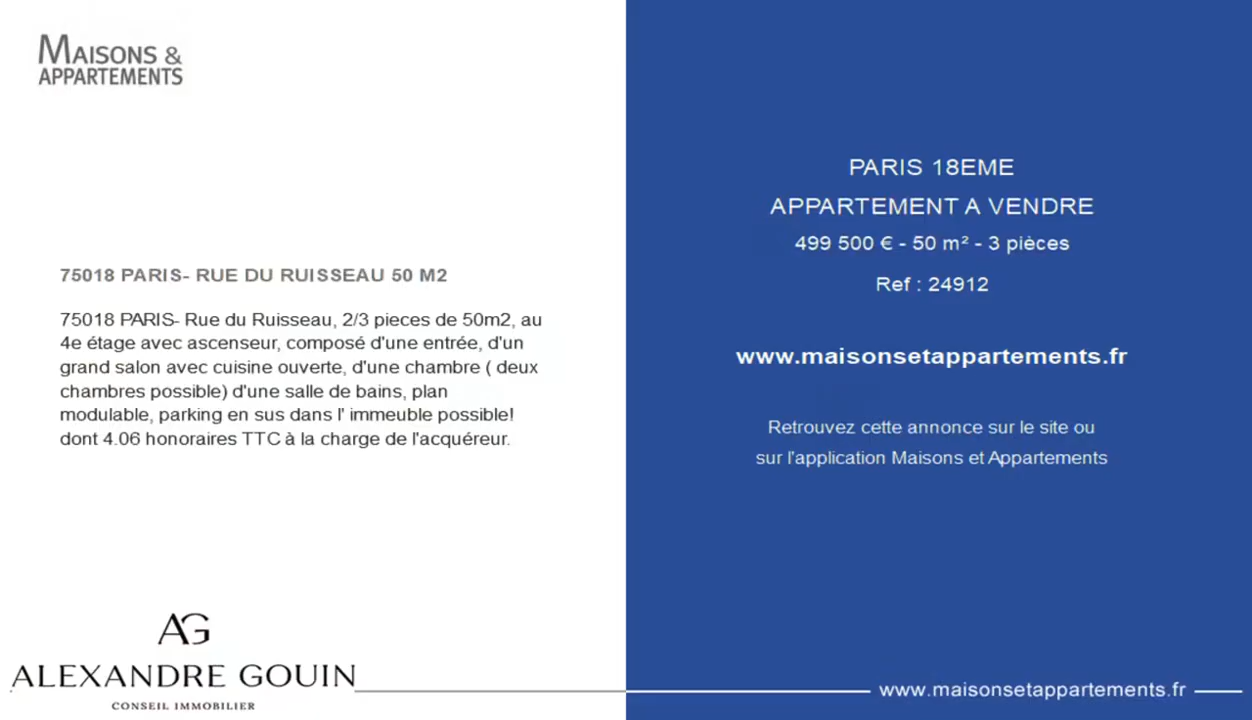 MAISONS &
APPARTEMENTS
75018 PARIS- RUE DU RUISSEAU 50 M2
75018 PARIS- Rue du Ruisseau, 2/3 pieces de 50m2, au
4e étage avec ascenseur, composé d'une entrée, d'un
grand salon avec cuisine ouverte, d'une chambre ( deux
chambres possible) d'une salle de bains, plan
modulable, parking en sus dans l' immeuble possible!
dont 4.06 honoraires TTC à la charge de l'acquéreur.
AG
ALEXANDRE GOUIN
CONSEIL IMMOBILIER
PARIS 18EME
APPARTEMENT A VENDRE
499 500 € - 50 m² - 3 pièces
Ref : 24912
www.maisonsetappartements.fr
Retrouvez cette annonce sur le site ou
sur l'application Maisons et Appartements
www.maisonsetappartements.fr